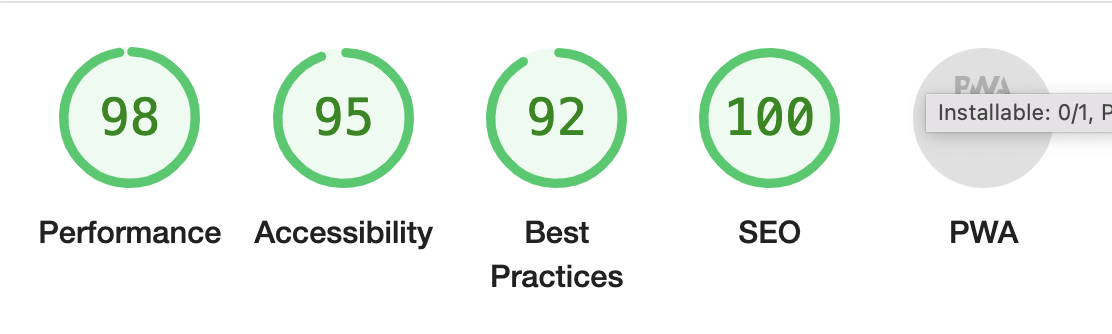 98
95
92
100
PWA
Installable: 0/1, P
Performance
Accessibility
Best
Practices
SEO
PWA